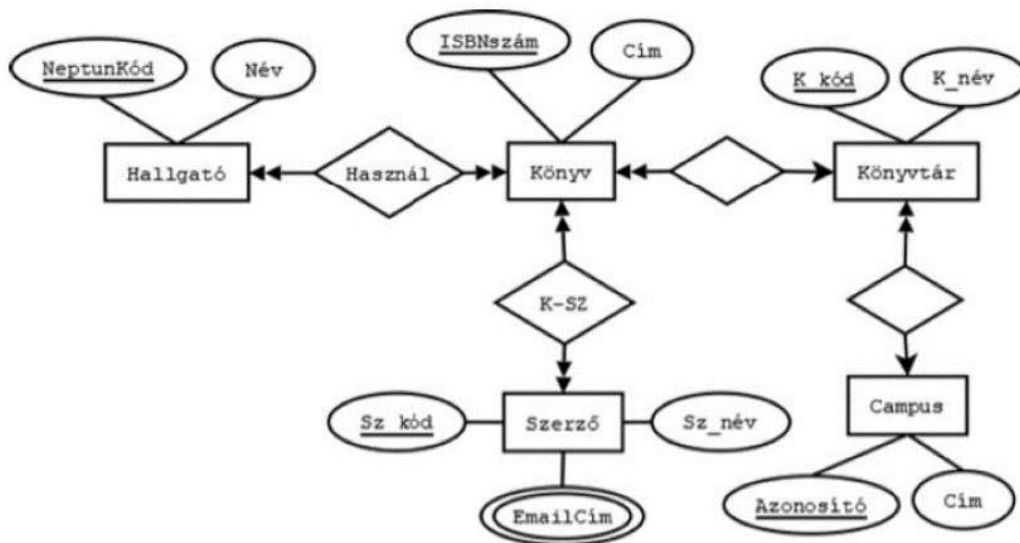 ISBNszám
Cím
NeptunKód
Név
K_kód
K_név
Hallgató
Használ
Könyv
Könyvtár
K-SZ
Sz_kód
Szerző
Sz_név
Campus
EmailCím
Azonosító
Cím